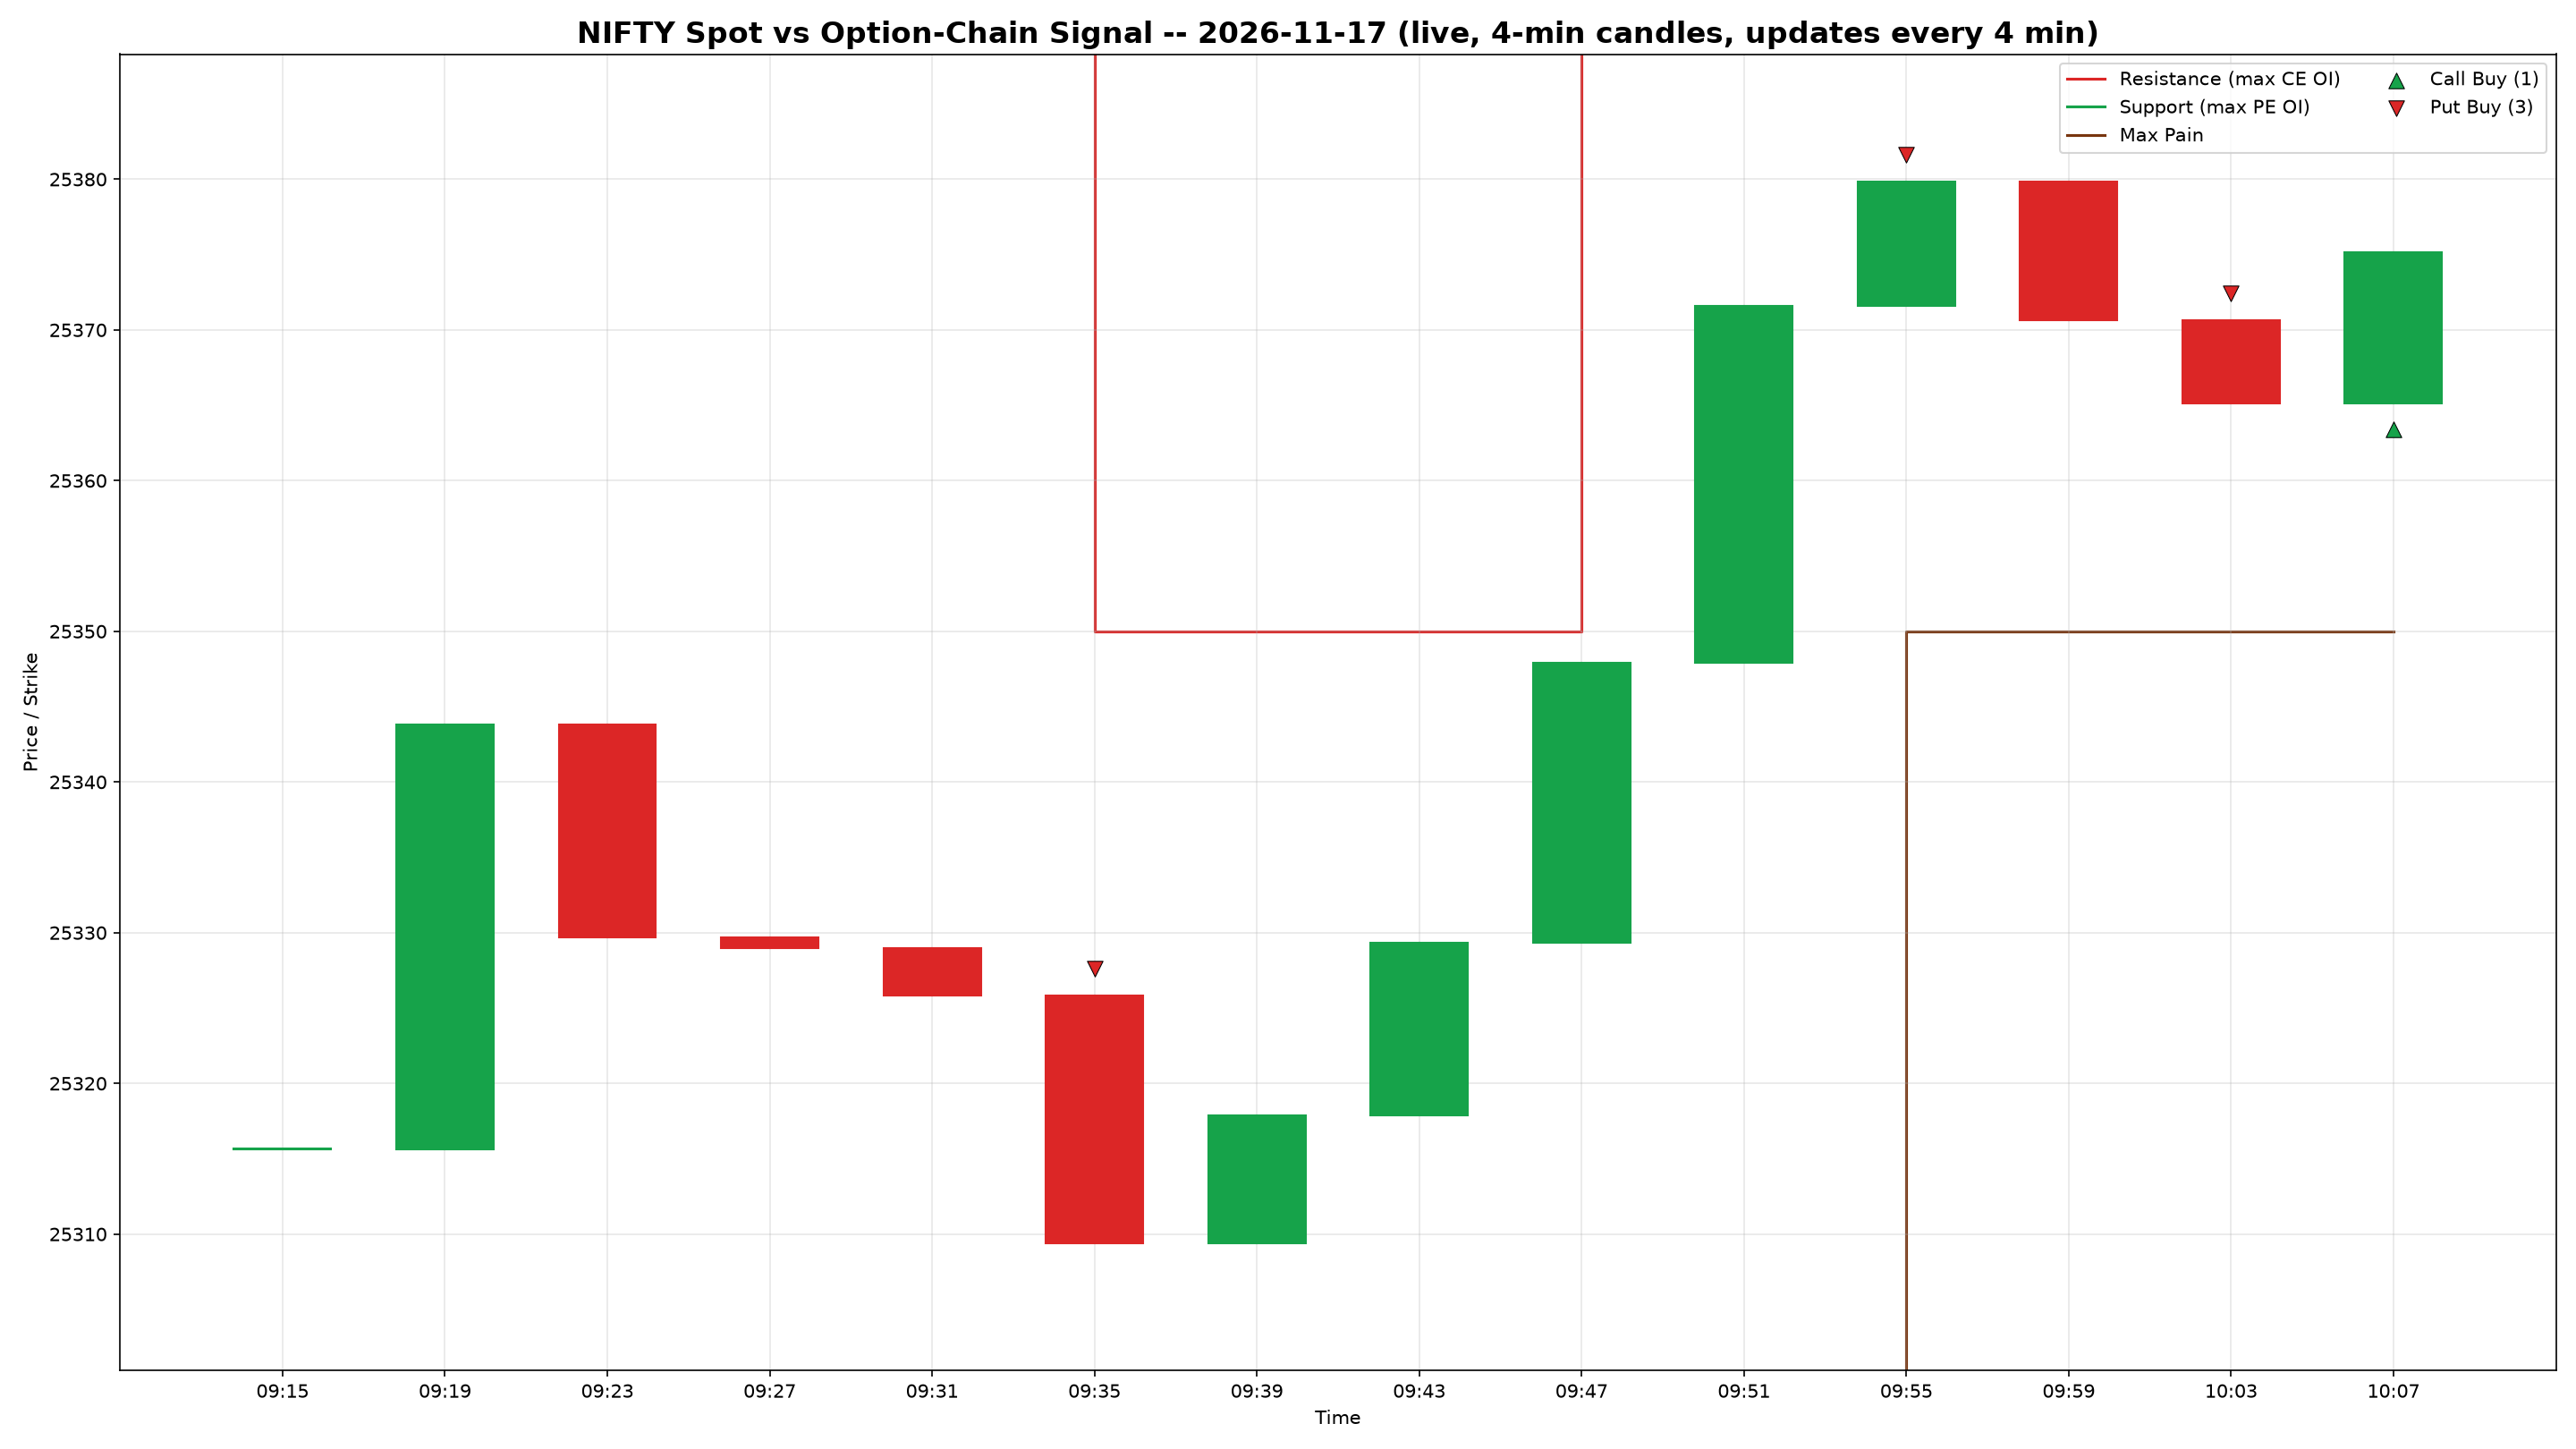 NIFTY Spot vs Option-Chain Signal -- 2026-11-17 (live, 4-min candles, updates every 4 min)
Resistance (max CE OI)
Support (max PE OI)
Max Pain
Call Buy (1)
Put Buy (3)
Price / Strike
25380
25370
25360
25350
25340
25330
25320
25310
09:15 09:19 09:23 09:27 09:31 09:35 09:39 09:43 09:47 09:51 09:55 09:59 10:03 10:07
Time